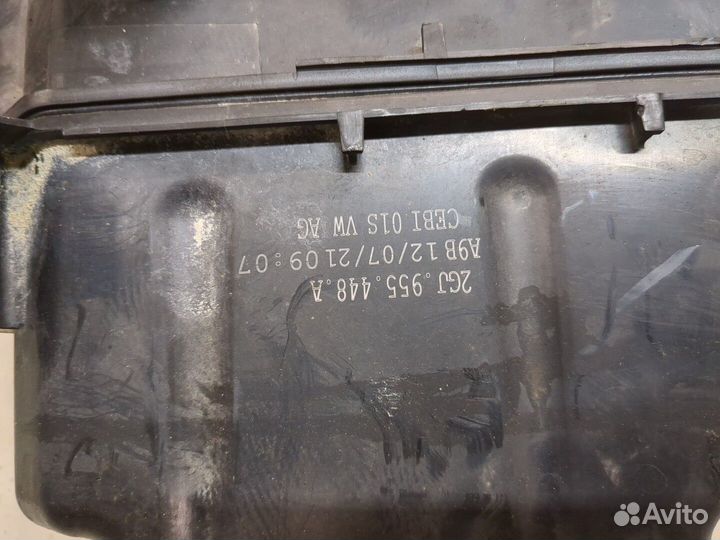 2GJ.955.448.A
A9B 12/07/21 09:07
CEBI 01S VW AG
Avito